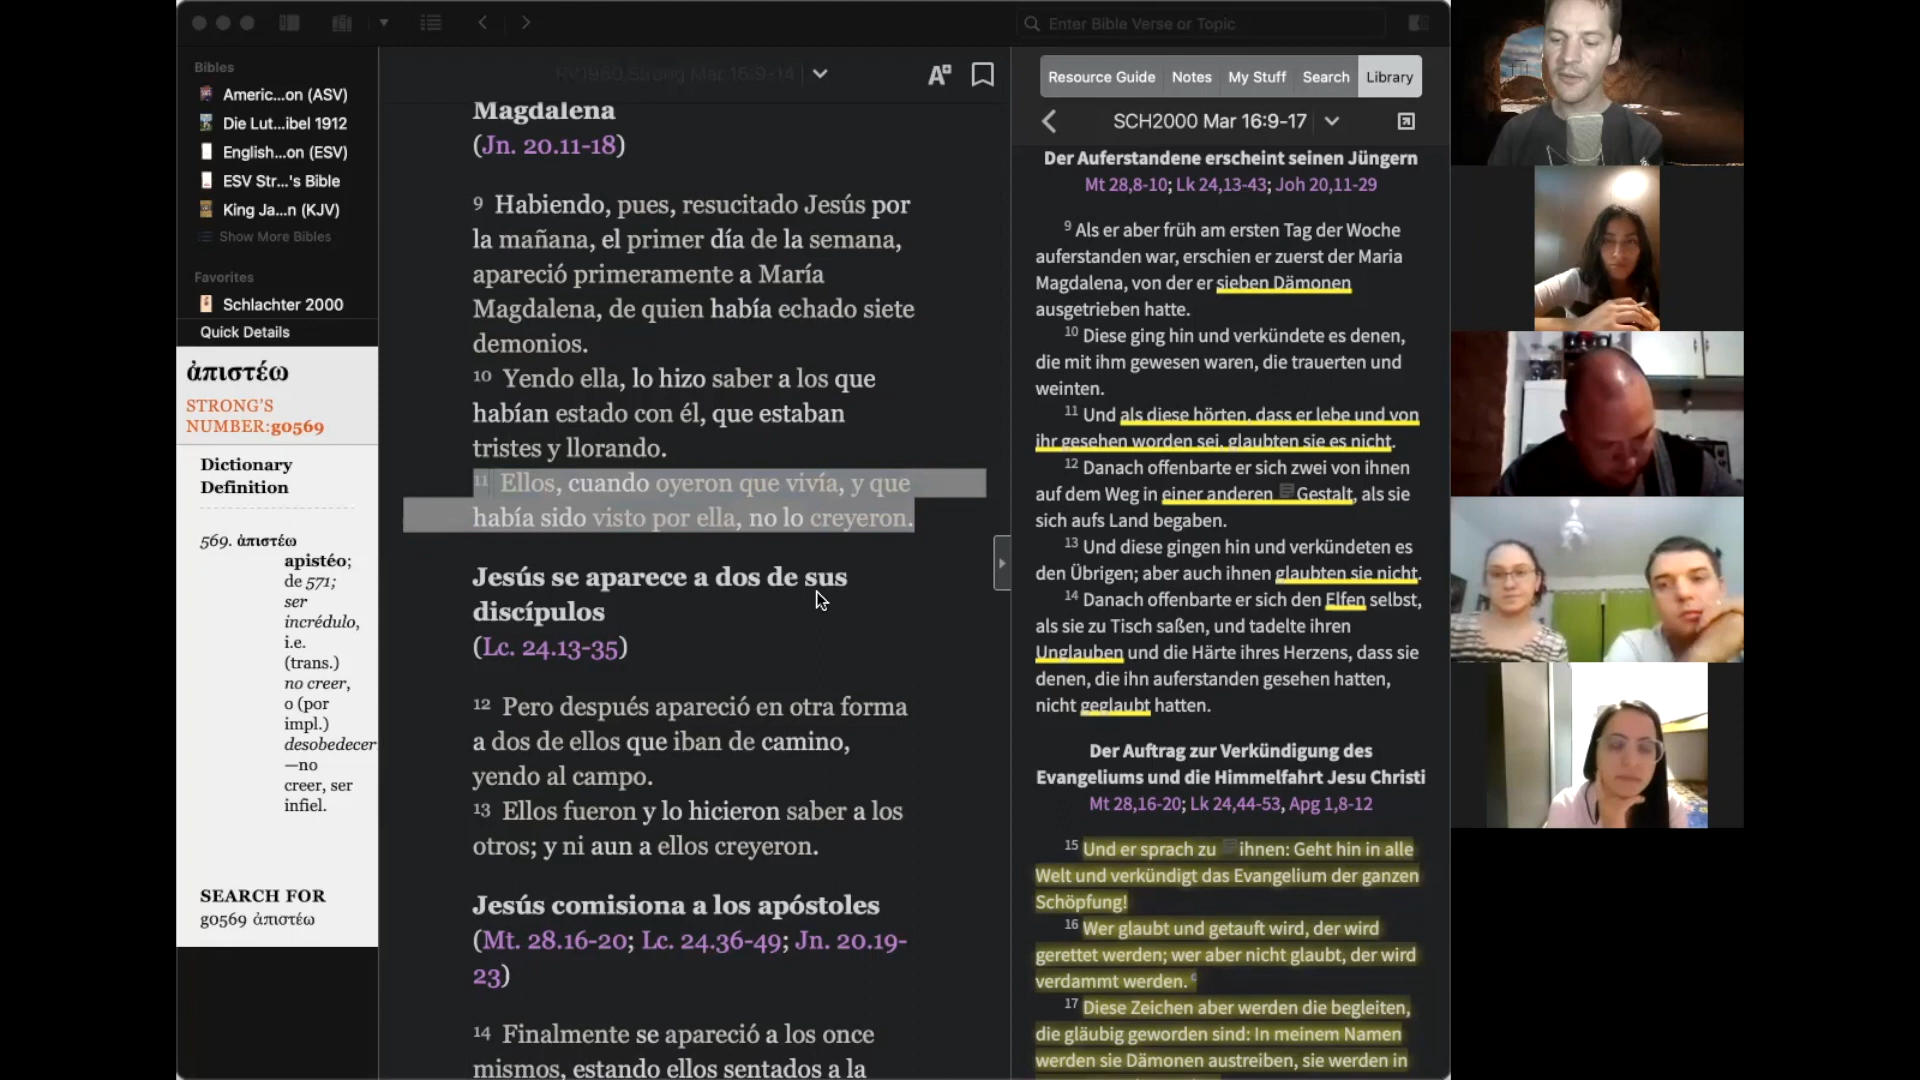 Enter Bible Verse or Topic
Bibles
Americ...on (ASV)
Die Lut...ibel 1912
English...on (ESV)
ESV Str...'s Bible
King Ja...n (KJV)
Show More Bibles
Favorites
Schlachter 2000
Quick Details
ἀπιστέω
STRONG'S
NUMBER:g0569
Dictionary
Definition
569. ἀπιστέω
apistéo;
de 571;
ser
incrédulo,
i.e.
(trans.)
no creer,
o (por
impl.)
desobedecer
—no
creer, ser
infiel.
SEARCH FOR
g0569 ἀπιστέω
RV1960 Strong Mar 16:9-14
Magdalena
(Jn. 20.11-18)
9 Habiendo, pues, resucitado Jesús por
la mañana, el primer día de la semana,
apareció primeramente a María
Magdalena, de quien había echado siete
demonios.
10 Yendo ella, lo hizo saber a los que
habían estado con él, que estaban
tristes y llorando.
11 Ellos, cuando oyeron que vivía, y que
había sido visto por ella, no lo creyeron.
Jesús se aparece a dos de sus
discípulos
(Lc. 24.13-35)
12 Pero después apareció en otra forma
a dos de ellos que iban de camino,
yendo al campo.
13 Ellos fueron y lo hicieron saber a los
otros; y ni aun a ellos creyeron.
Jesús comisiona a los apóstoles
(Mt. 28.16-20; Lc. 24.36-49; Jn. 20.19-
23)
14 Finalmente se apareció a los once
mismos, estando ellos sentados a la
Resource Guide Notes My Stuff Search Library
SCH2000 Mar 16:9-17
Der Auferstandene erscheint seinen Jüngern
Mt 28,8-10; Lk 24,13-43; Joh 20,11-29
9 Als er aber früh am ersten Tag der Woche
auferstanden war, erschien er zuerst der Maria
Magdalena, von der er sieben Dämonen
ausgetrieben hatte.
10 Diese ging hin und verkündete es denen,
die mit ihm gewesen waren, die trauerten und
weinten.
11 Und als diese hörten, dass er lebe und von
ihr gesehen worden sei, glaubten sie es nicht.
12 Danach offenbarte er sich zwei von ihnen
auf dem Weg in einer anderen Gestalt, als sie
sich aufs Land begaben.
13 Und diese gingen hin und verkündeten es
den Übrigen; aber auch ihnen glaubten sie nicht.
14 Danach offenbarte er sich den Elfen selbst,
als sie zu Tisch saßen, und tadelte ihren
Unglauben und die Härte ihres Herzens, dass sie
denen, die ihn auferstanden gesehen hatten,
nicht geglaubt hatten.
Der Auftrag zur Verkündigung des
Evangeliums und die Himmelfahrt Jesu Christi
Mt 28,16-20; Lk 24,44-53, Apg 1,8-12
15 Und er sprach zu ihnen: Geht hin in alle
Welt und verkündigt das Evangelium der ganzen
Schöpfung!
16 Wer glaubt und getauft wird, der wird
gerettet werden; wer aber nicht glaubt, der wird
verdammt werden. c
17 Diese Zeichen aber werden die begleiten,
die gläubig geworden sind: In meinem Namen
werden sie Dämonen austreiben, sie werden in